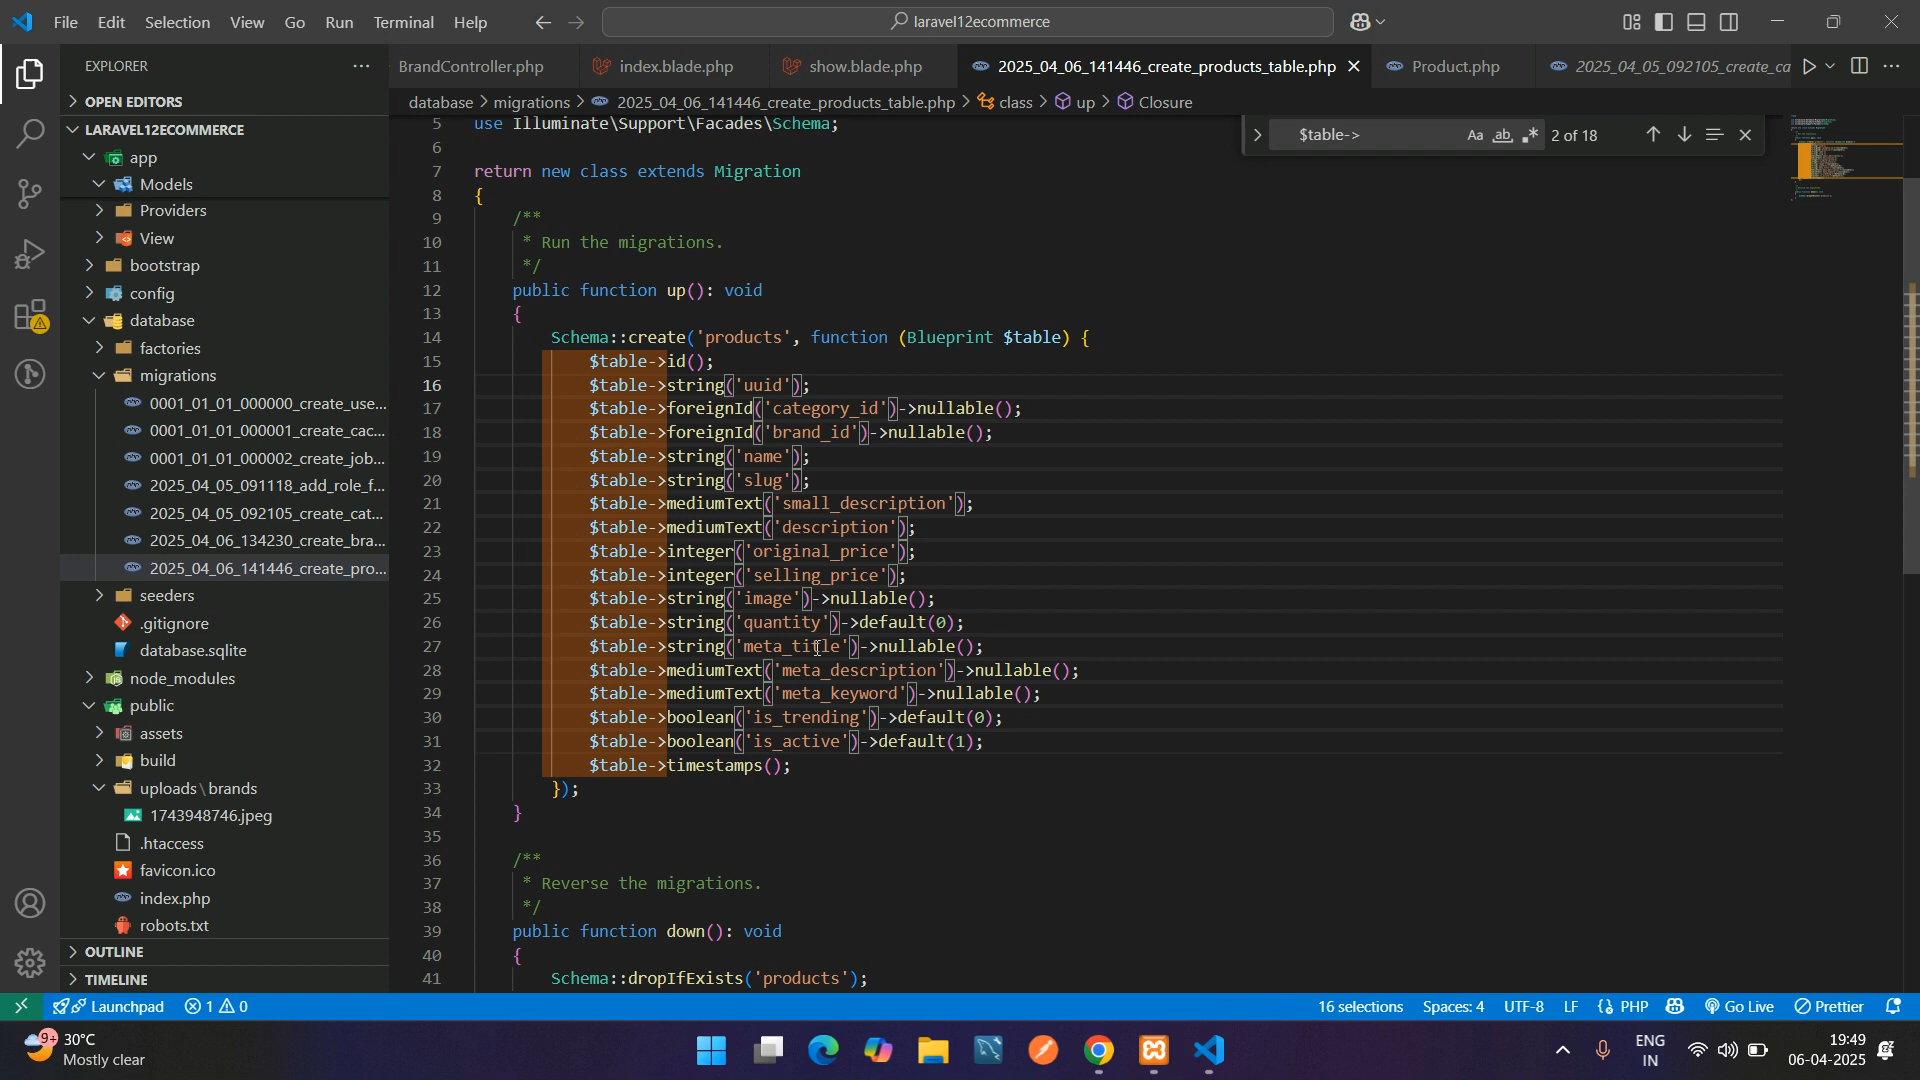 File Edit Selection View Go Run Terminal Help
laravel12ecommerce
EXPLORER
OPEN EDITORS
LARAVEL12ECOMMERCE
app
Models
Providers
View
bootstrap
config
database
factories
migrations
0001_01_01_000000_create_use...
0001_01_01_000001_create_cac...
0001_01_01_000002_create_job...
2025_04_05_091118_add_role_f...
2025_04_05_092105_create_cat...
2025_04_06_134230_create_bra...
2025_04_06_141446_create_pro...
seeders
.gitignore
database.sqlite
node_modules
public
assets
build
uploads\brands
1743948746.jpeg
.htaccess
favicon.ico
index.php
robots.txt
OUTLINE
TIMELINE
BrandController.php index.blade.php show.blade.php 2025_04_06_141446_create_products_table.php Product.php 2025_04_05_092105_create_ca
database > migrations > 2025_04_06_141446_create_products_table.php > class > up > Closure
$table-> Aa ab 2 of 18
5 use Illuminate\Support\Facades\Schema;
6
7 return new class extends Migration
8 {
9 /**
10 * Run the migrations.
11 */
12 public function up(): void
13 {
14 Schema::create('products', function (Blueprint $table) {
15 $table->id();
16 $table->string('uuid');
17 $table->foreignId('category_id')->nullable();
18 $table->foreignId('brand_id')->nullable();
19 $table->string('name');
20 $table->string('slug');
21 $table->mediumText('small_description');
22 $table->mediumText('description');
23 $table->integer('original_price');
24 $table->integer('selling_price');
25 $table->string('image')->nullable();
26 $table->string('quantity')->default(0);
27 $table->string('meta_title')->nullable();
28 $table->mediumText('meta_description')->nullable();
29 $table->mediumText('meta_keyword')->nullable();
30 $table->boolean('is_trending')->default(0);
31 $table->boolean('is_active')->default(1);
32 $table->timestamps();
33 });
34 }
35
36 /**
37 * Reverse the migrations.
38 */
39 public function down(): void
40 {
41 Schema::dropIfExists('products');
Launchpad 1 0 16 selections Spaces: 4 UTF-8 LF {} PHP Go Live Prettier
9+ 30°C
Mostly clear
ENG
IN
19:49
06-04-2025